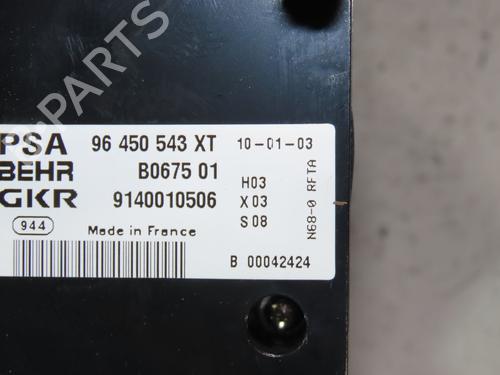 PSA 96 450 543 XT 10-01-03
BEHR B0675 01
GKR 9140010506
H03
X03
S08
944
Made in France
B 00042424
N68-0 RFTA
B-PARTS